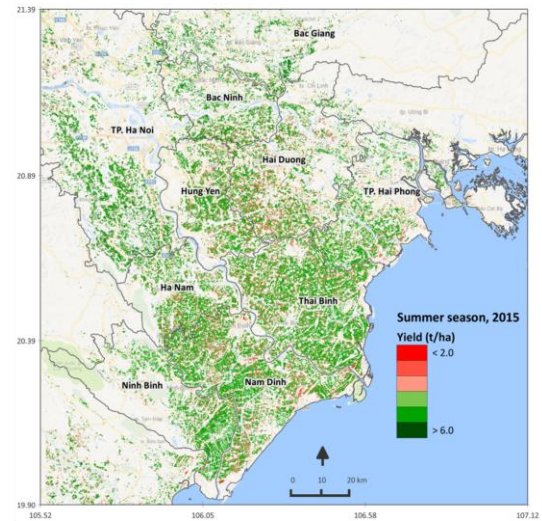 21.39
Bac Giang
Bac Ninh
TP. Ha Noi
Hai Duong
20.89
Hung Yen
TP. Hai Phong
Ha Nam
Thai Binh
Summer season, 2015
Yield (t/ha)
< 2.0
20.39
Ninh Binh
Nam Dinh
> 6.0
0 10 20 km
19.90
105.52 106.05 106.58 107.12